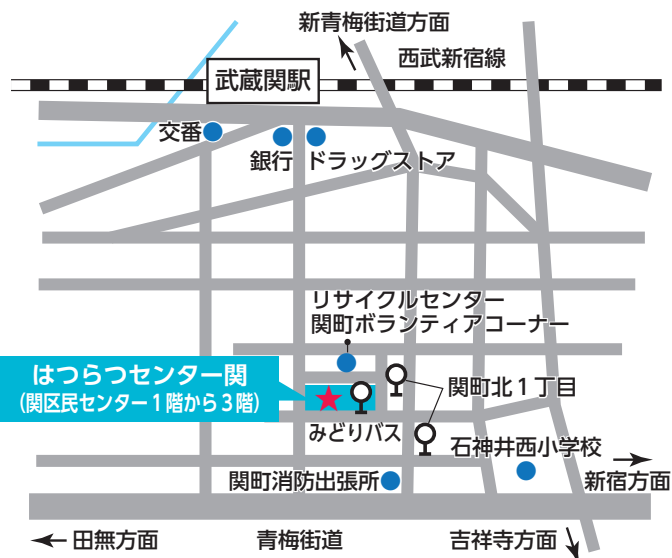 新青梅街道方面
西武新宿線
武蔵関駅
交番
銀行
ドラッグストア
リサイクルセンター
関町ボランティアコーナー
はつらつセンター関
(関区民センター1階から3階)
関町北1丁目
みどりバス
石神井西小学校
関町消防出張所
新宿方面
田無方面
青梅街道
吉祥寺方面